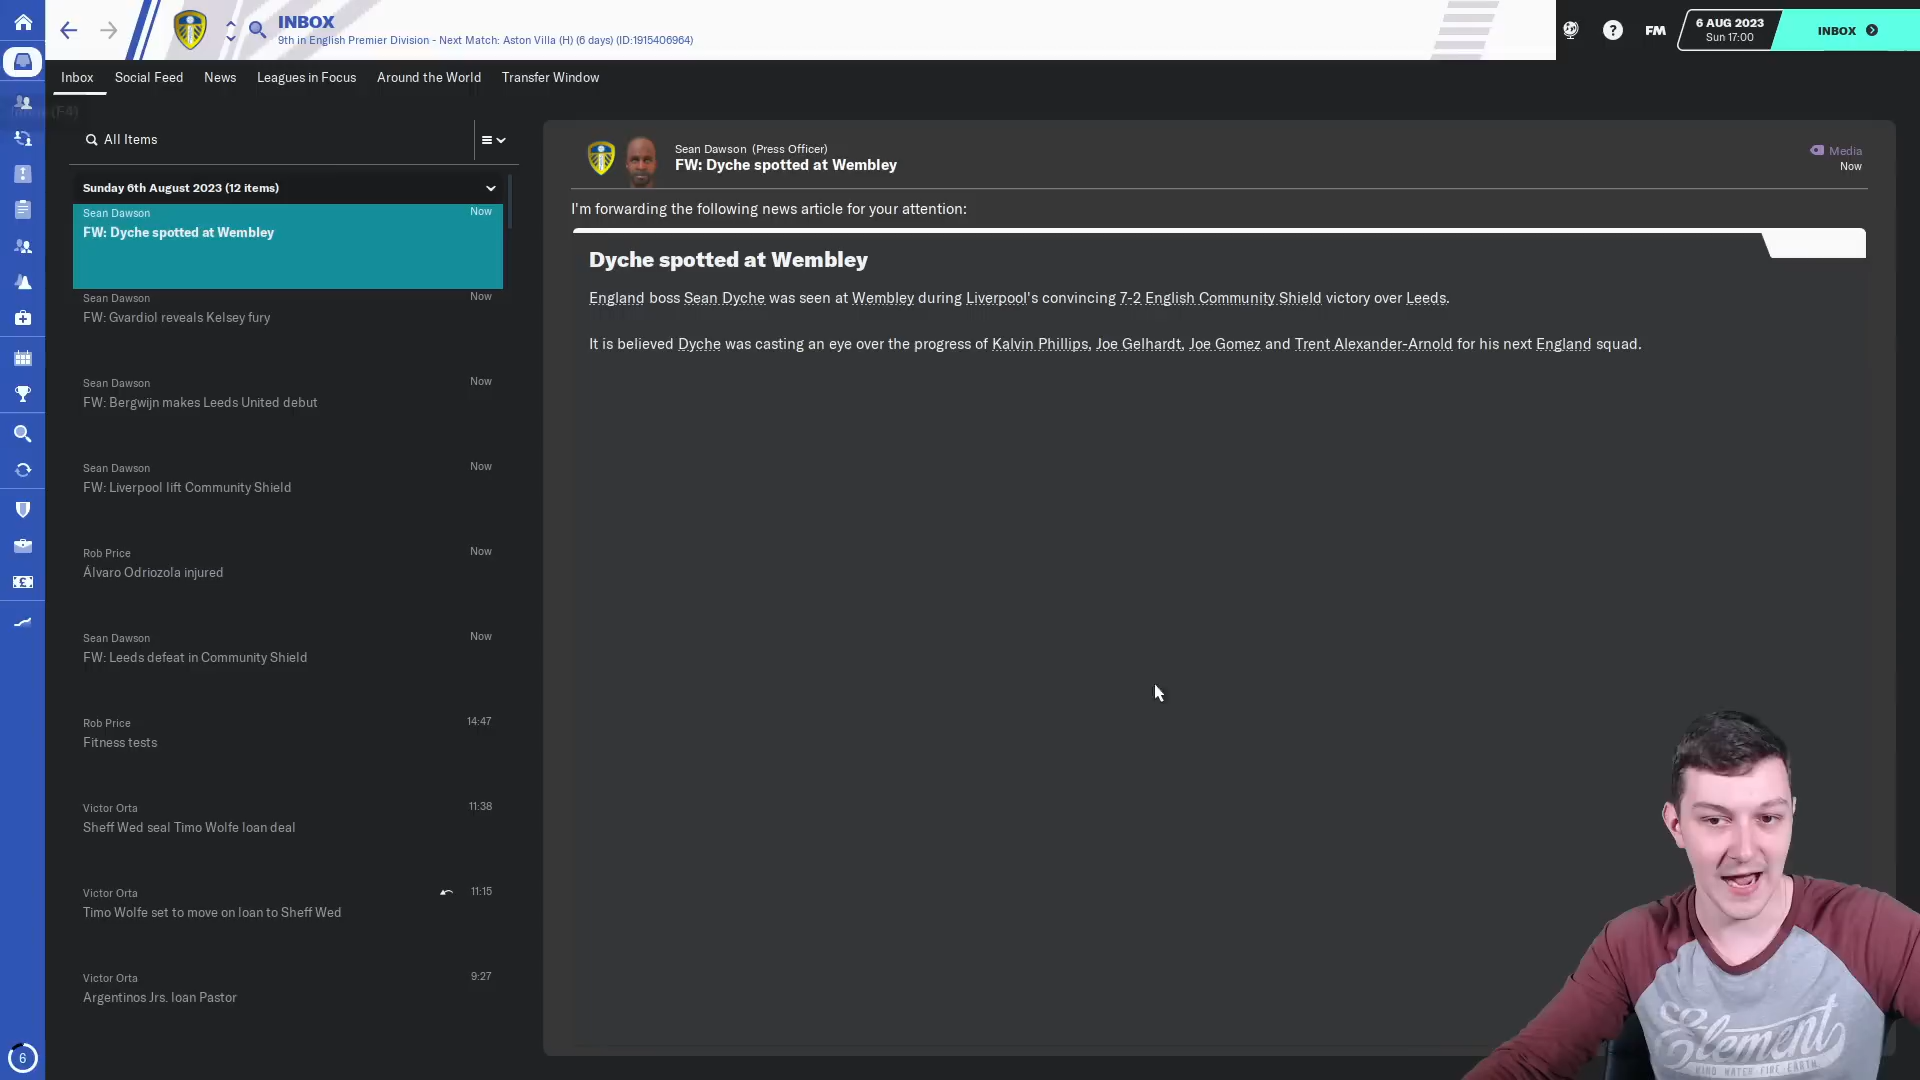 INBOX
9th in English Premier Division - Next Match: Aston Villa (H) (6 days) (ID:1915406964)
FM
6 AUG 2023
Sun 17:00
INBOX
Inbox
Social Feed
News
Leagues in Focus
Around the World
Transfer Window
(F4)
All Items
Sunday 6th August 2023 (12 items)
Sean Dawson
Now
FW: Dyche spotted at Wembley
Sean Dawson
Now
FW: Gvardiol reveals Kelsey fury
Sean Dawson
Now
FW: Bergwijn makes Leeds United debut
Sean Dawson
Now
FW: Liverpool lift Community Shield
Rob Price
Now
Álvaro Odriozola injured
Sean Dawson
Now
FW: Leeds defeat in Community Shield
Rob Price
14:47
Fitness tests
Victor Orta
11:38
Sheff Wed seal Timo Wolfe loan deal
Victor Orta
11:15
Timo Wolfe set to move on loan to Sheff Wed
Victor Orta
9:27
Argentinos Jrs. loan Pastor
6
Sean Dawson (Press Officer)
FW: Dyche spotted at Wembley
Media
Now
I'm forwarding the following news article for your attention:
Dyche spotted at Wembley
England boss Sean Dyche was seen at Wembley during Liverpool's convincing 7-2 English Community Shield victory over Leeds.
It is believed Dyche was casting an eye over the progress of Kalvin Phillips, Joe Gelhardt, Joe Gomez and Trent Alexander-Arnold for his next England squad.
Element
WIND WATER FIRE EARTH